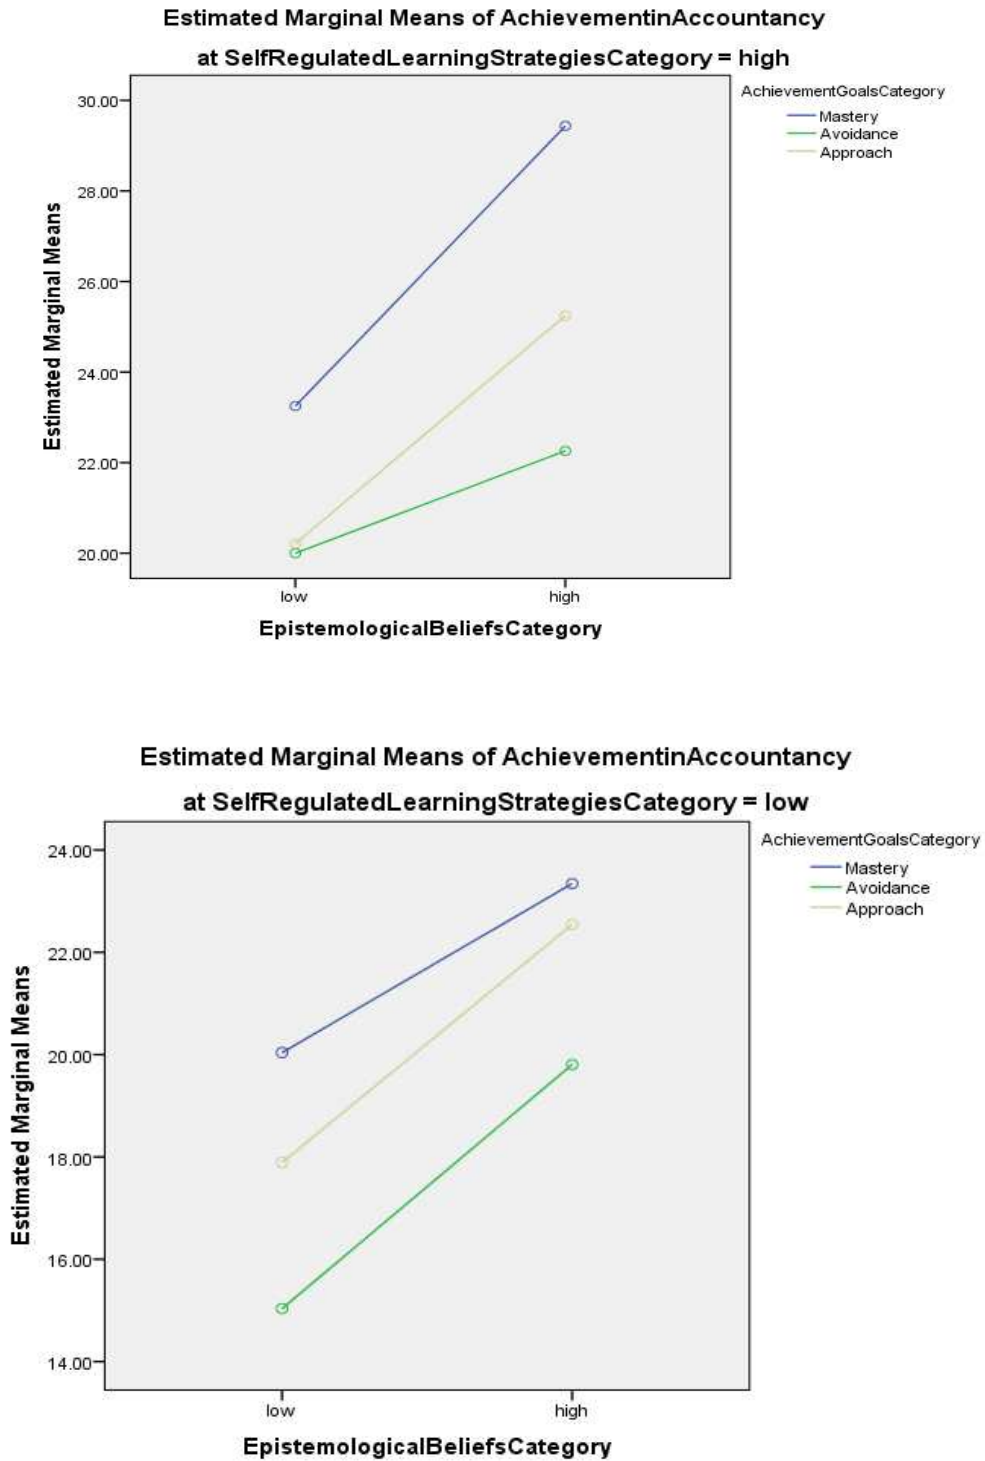 Estimated Marginal Means of AchievementinAccountancy
at SelfRegulatedLearningStrategiesCategory = high
AchievementGoalsCategory
Mastery
Avoidance
Approach
Estimated Marginal Means
30.00
28.00
26.00
24.00
22.00
20.00
low
high
EpistemologicalBeliefsCategory
Estimated Marginal Means of AchievementinAccountancy
at SelfRegulatedLearningStrategiesCategory = low
AchievementGoalsCategory
Mastery
Avoidance
Approach
Estimated Marginal Means
24.00
22.00
20.00
18.00
16.00
14.00
low
high
EpistemologicalBeliefsCategory